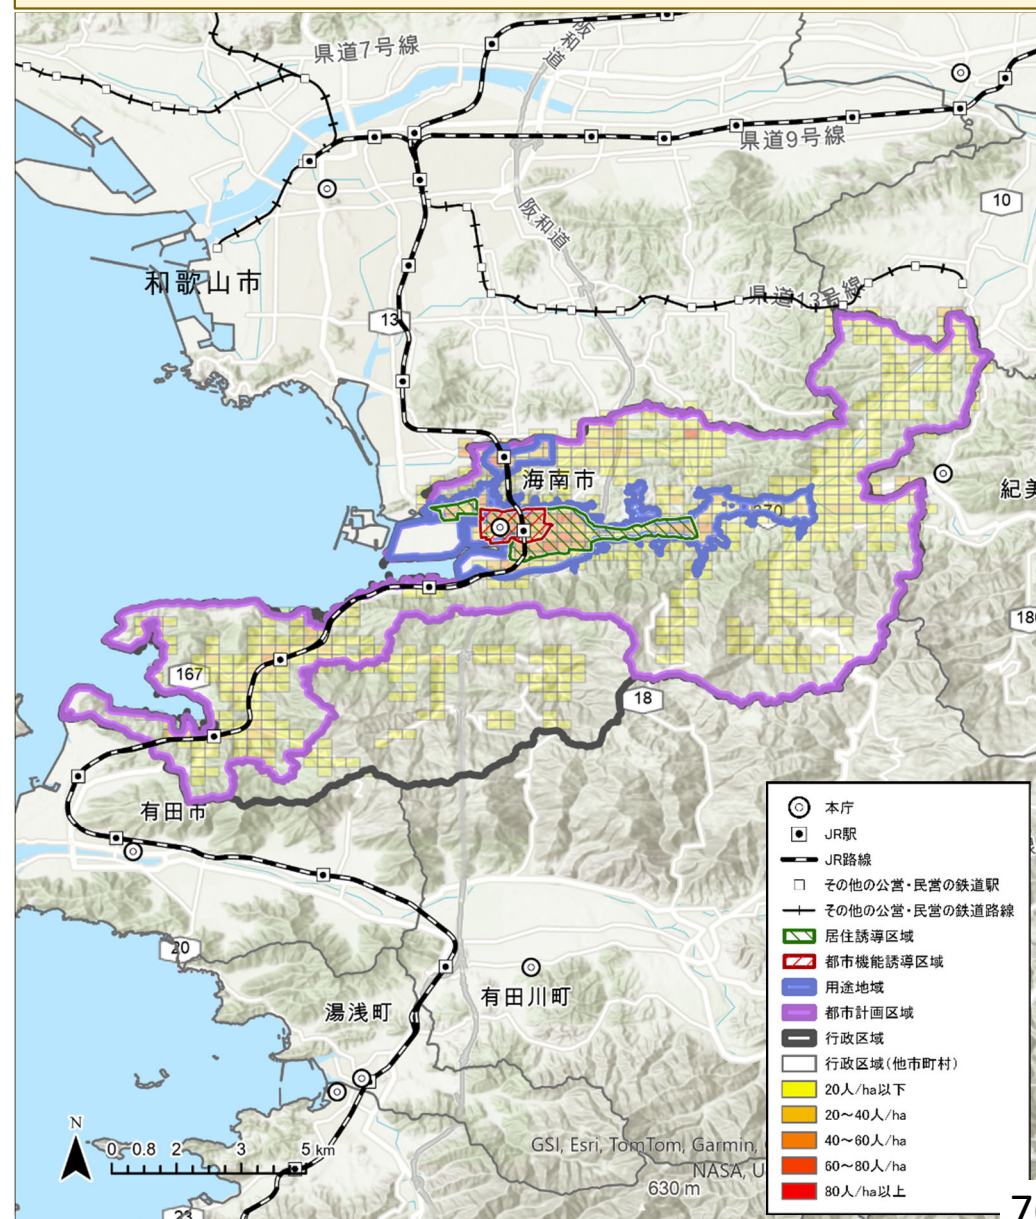 県道7号線
阪和道
県道9号線
10
阪和道
和歌山市
県道13号線
13
海南市
紀美
370
180
167
18
有田市
20
有田川町
湯浅町
N
0 0.8 2 3 5 km
23
GSI, Esri, TomTom, Garmin,
NASA, U
630 m
本庁
JR駅
JR路線
その他の公営・民営の鉄道駅
その他の公営・民営の鉄道路線
居住誘導区域
都市機能誘導区域
用途地域
都市計画区域
行政区域
行政区域(他市町村)
20人/ha以下
20～40人/ha
40～60人/ha
60～80人/ha
80人/ha以上
7